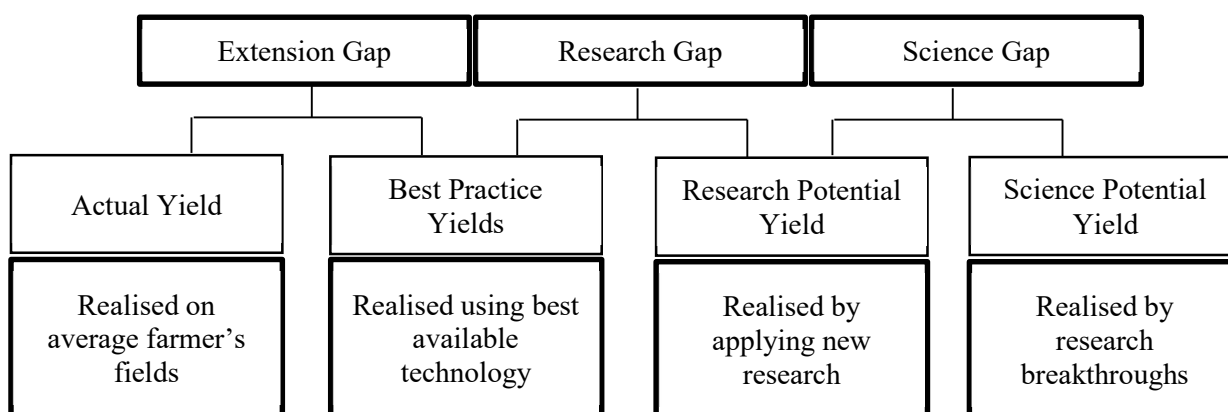 Extension Gap
Research Gap
Science Gap
Actual Yield
Best Practice
Yields
Research Potential
Yield
Science Potential
Yield
Realised on
average farmer’s
fields
Realised using best
available
technology
Realised by
applying new
research
Realised by
research
breakthroughs